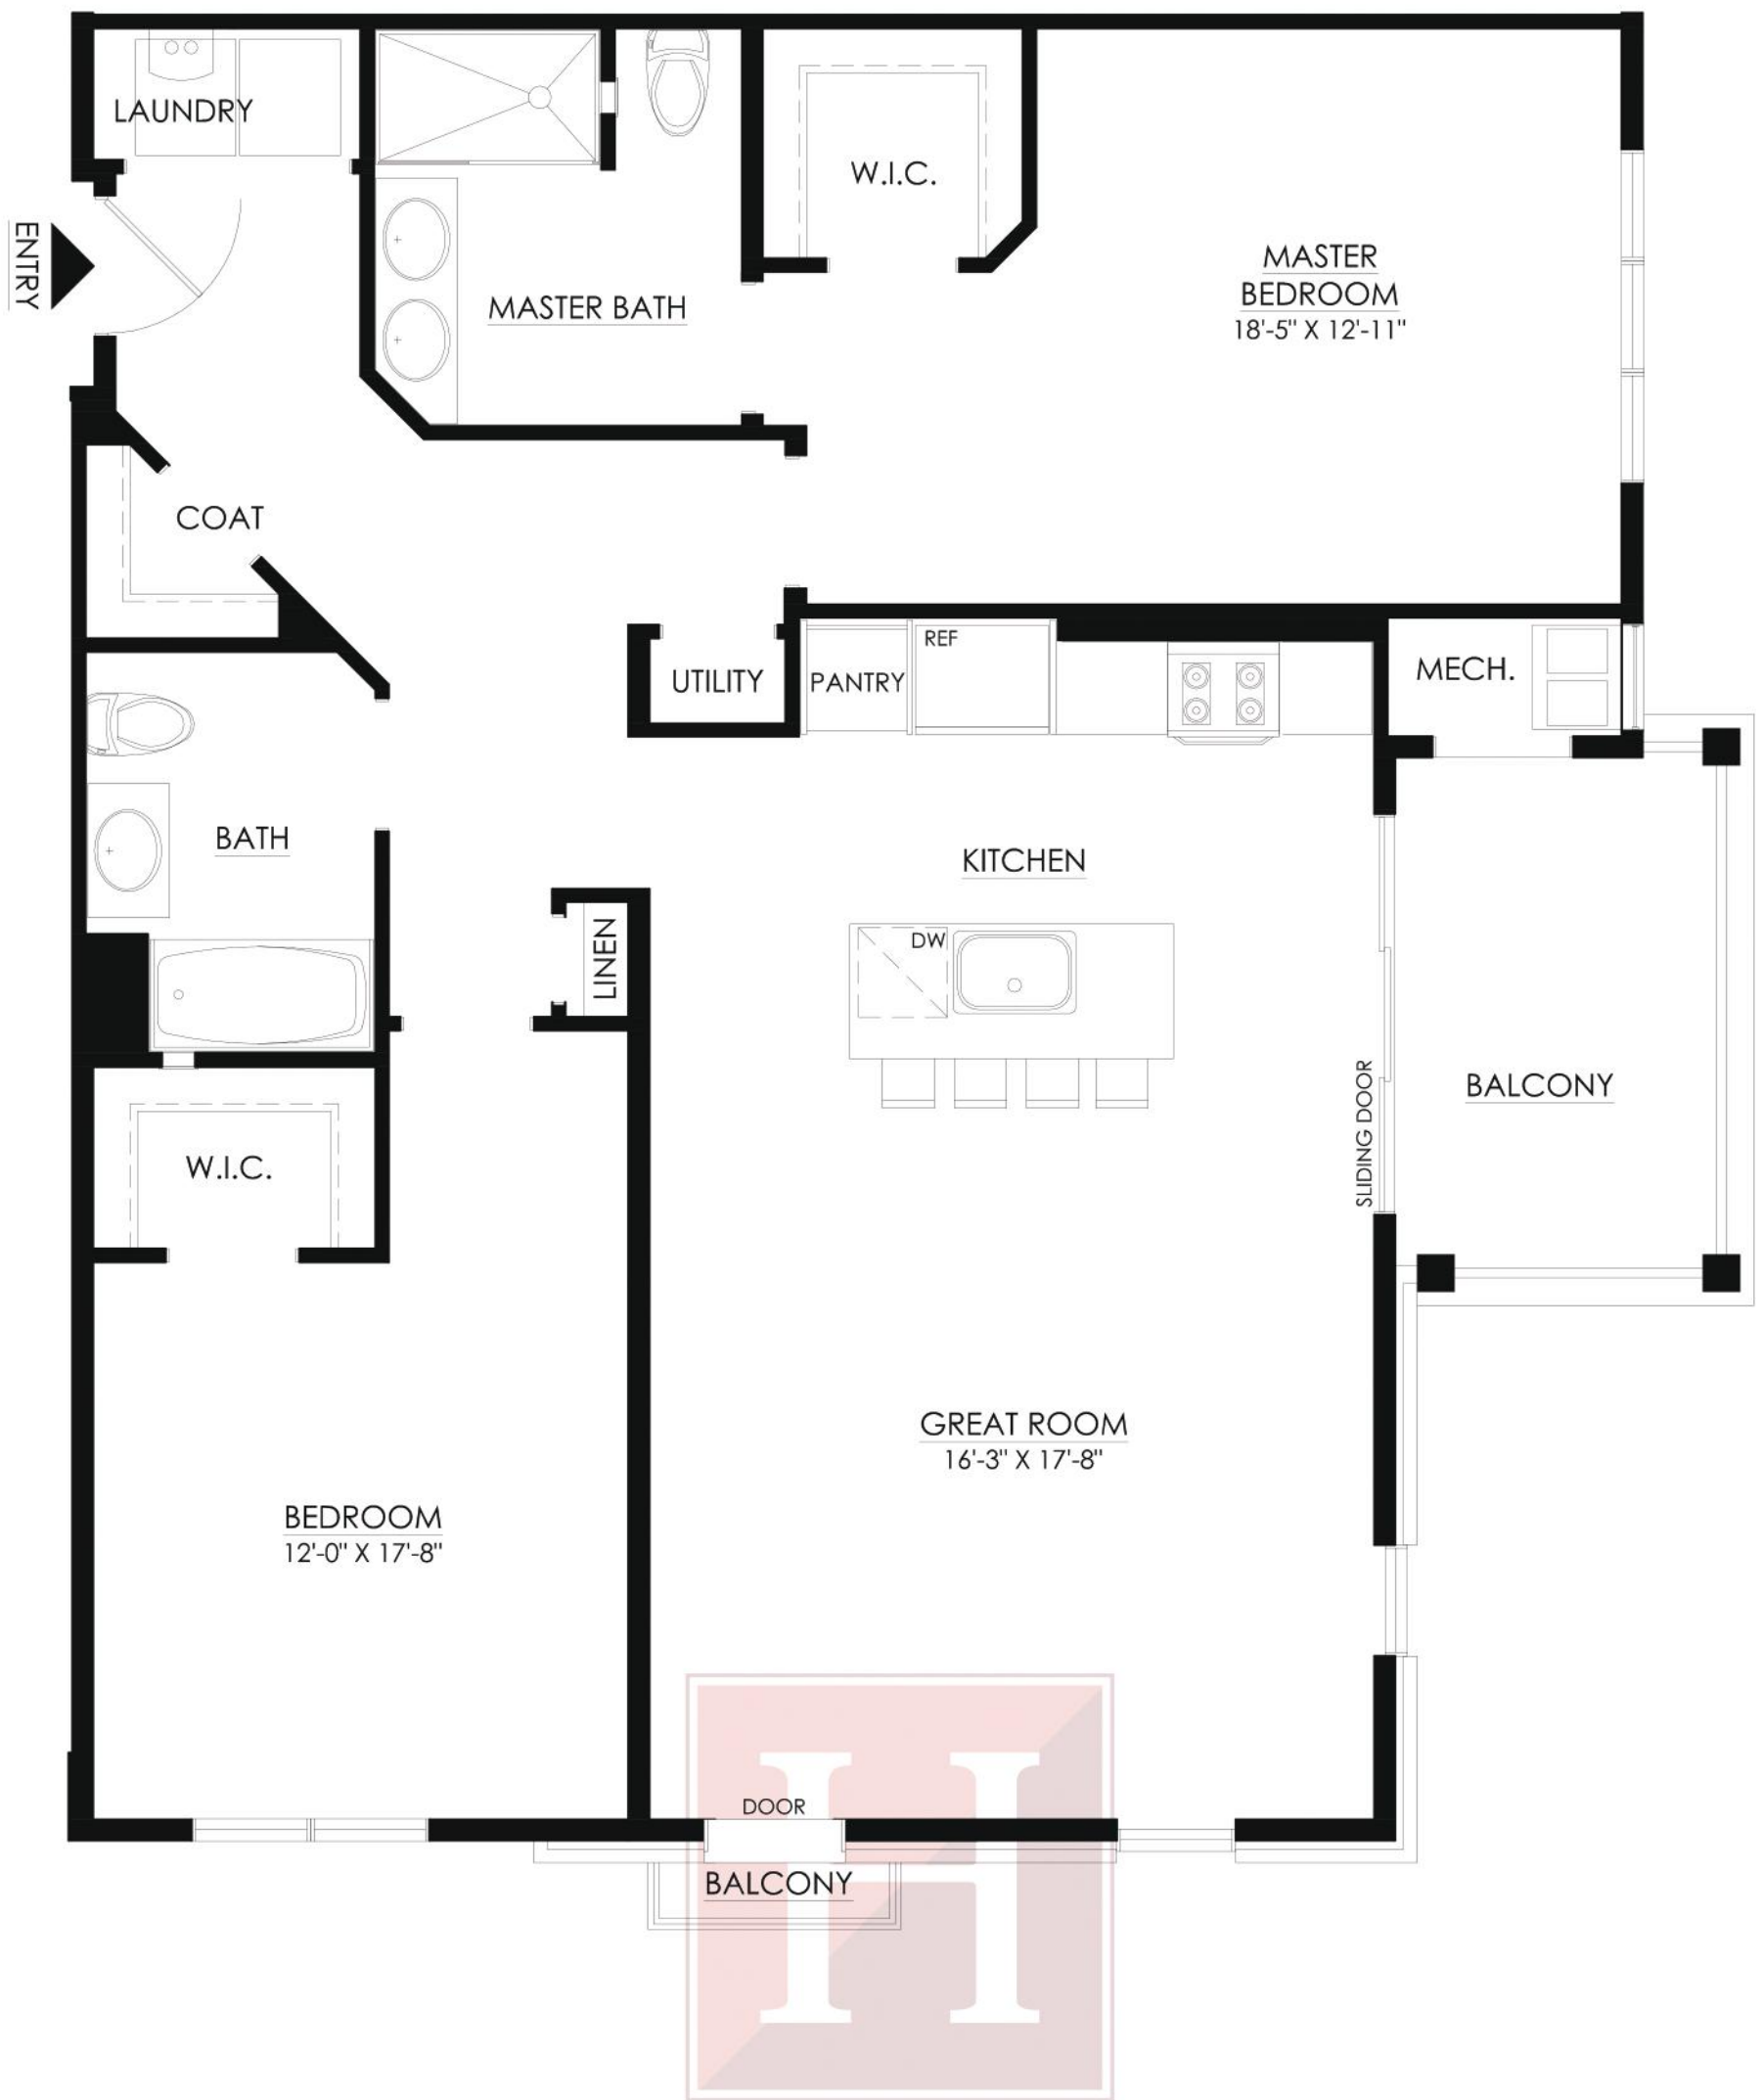 LAUNDRY
W.I.C.
ENTRY
MASTER
BEDROOM
18'-5" X 12'-11"
MASTER BATH
COAT
REF
UTILITY
PANTRY
MECH.
BATH
KITCHEN
LINEN
DW
SLIDING DOOR
BALCONY
W.I.C.
GREAT ROOM
16'-3" X 17'-8"
BEDROOM
12'-0" X 17'-8"
DOOR
BALCONY
H